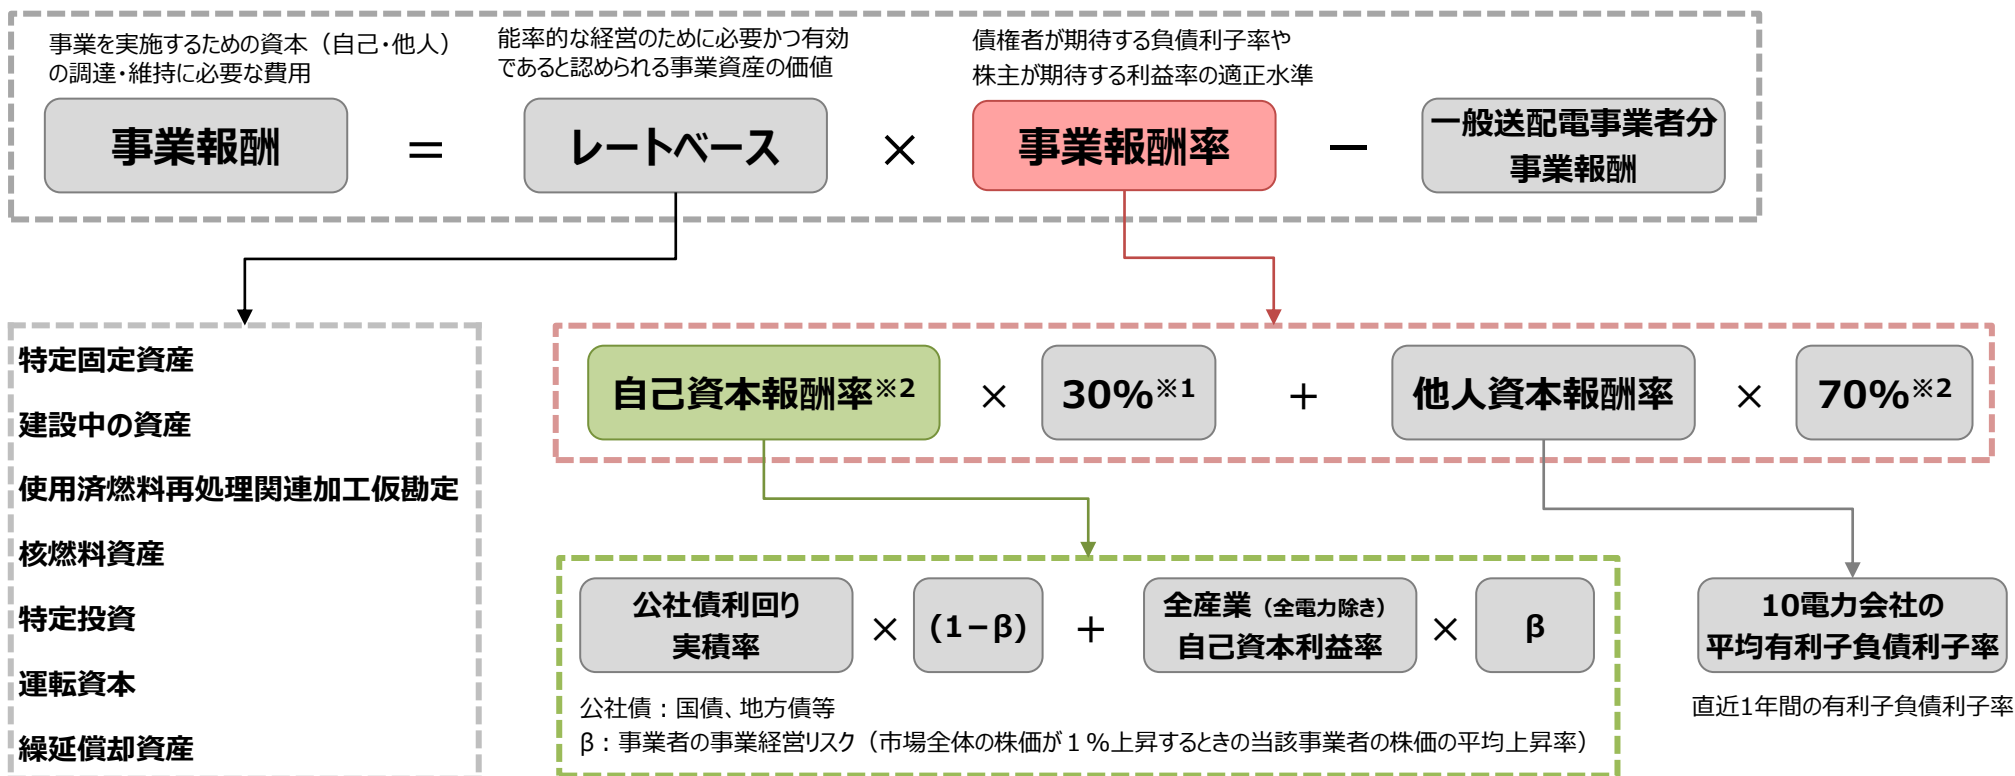 事業を実施するための資本（自己・他人）
の調達・維持に必要な費用
能率的な経営のために必要かつ有効
であると認められる事業資産の価値
債権者が期待する負債利子率や
株主が期待する利益率の適正水準
事業報酬
＝
レートベース
×
事業報酬率
－
一般送配電事業者分
事業報酬
特定固定資産
建設中の資産
使用済燃料再処理関連加工仮勘定
核燃料資産
特定投資
運転資本
繰延償却資産
自己資本報酬率※2
×
30%※1
＋
他人資本報酬率
×
70%※2
公社債利回り
実積率
×
(1－β)
＋
全産業（全電力除き）
自己資本利益率
×
β
公社債：国債、地方債等
β：事業者の事業経営リスク（市場全体の株価が１％上昇するときの当該事業者の株価の平均上昇率）
10電力会社の
平均有利子負債利子率
直近1年間の有利子負債利子率